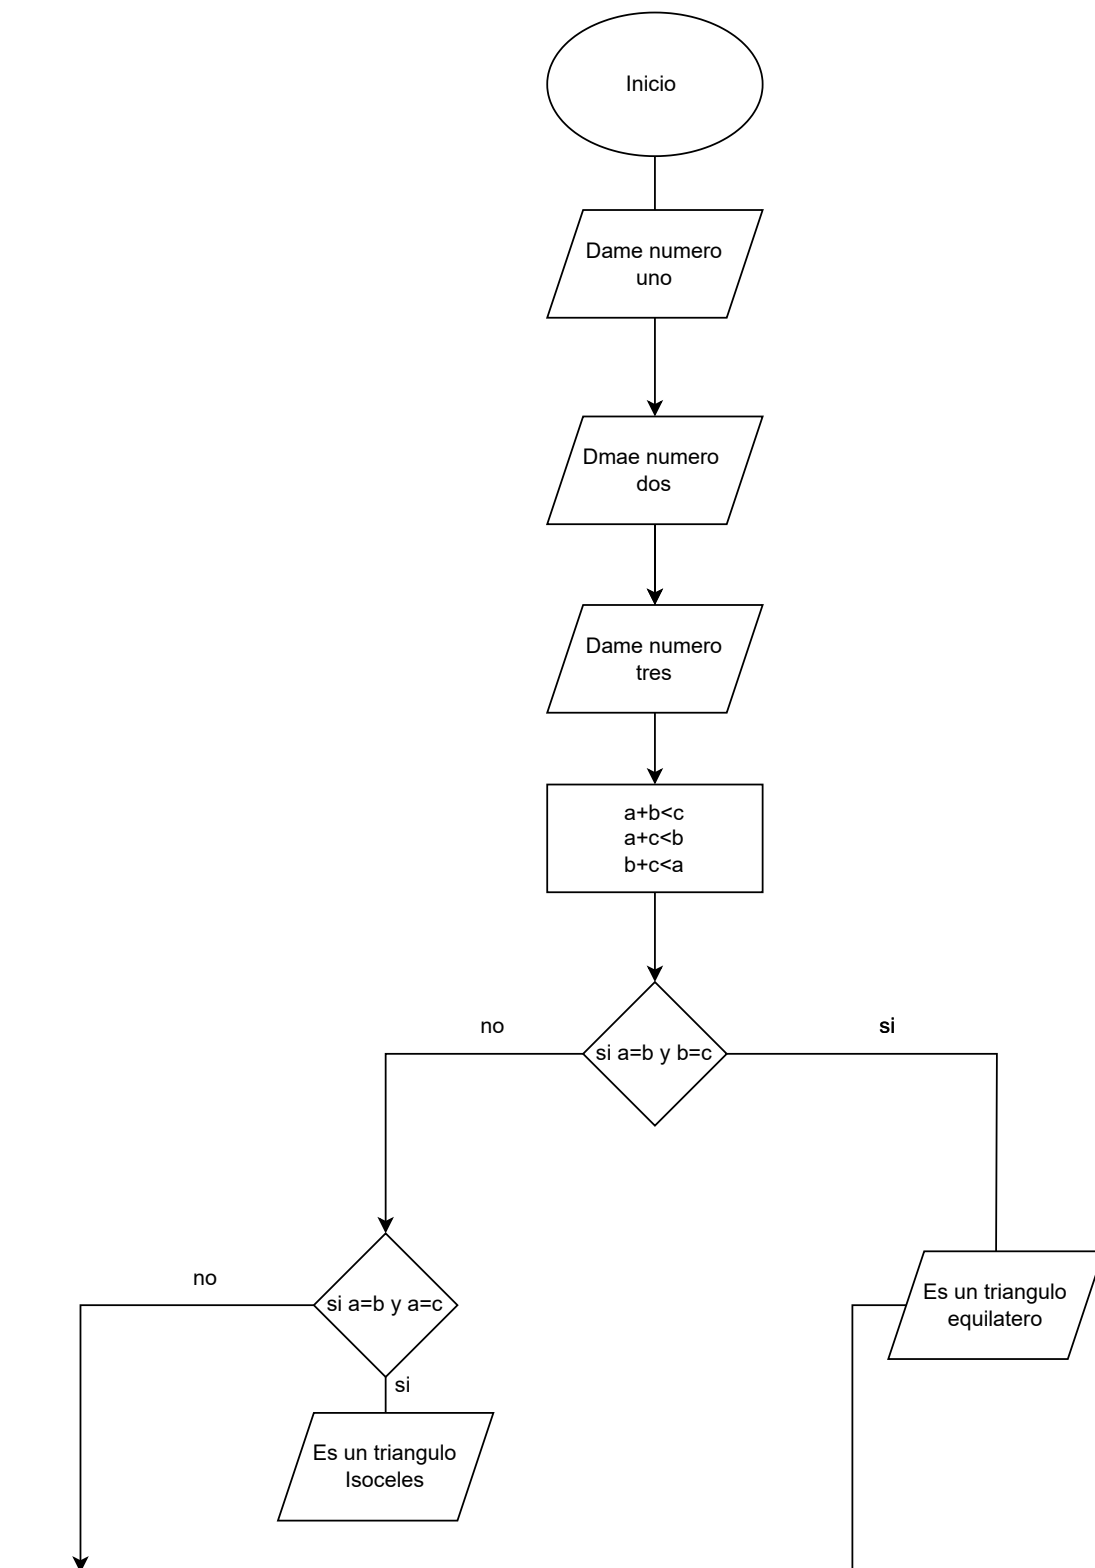 Inicio
Dame numero
uno
Dmae numero
dos
Dame numero
tres
a+b<c
a+c<b
b+c<a
no
si
si a=b y b=c
no
si a=b y a=c
Es un triangulo
equilatero
si
Es un triangulo
Isoceles